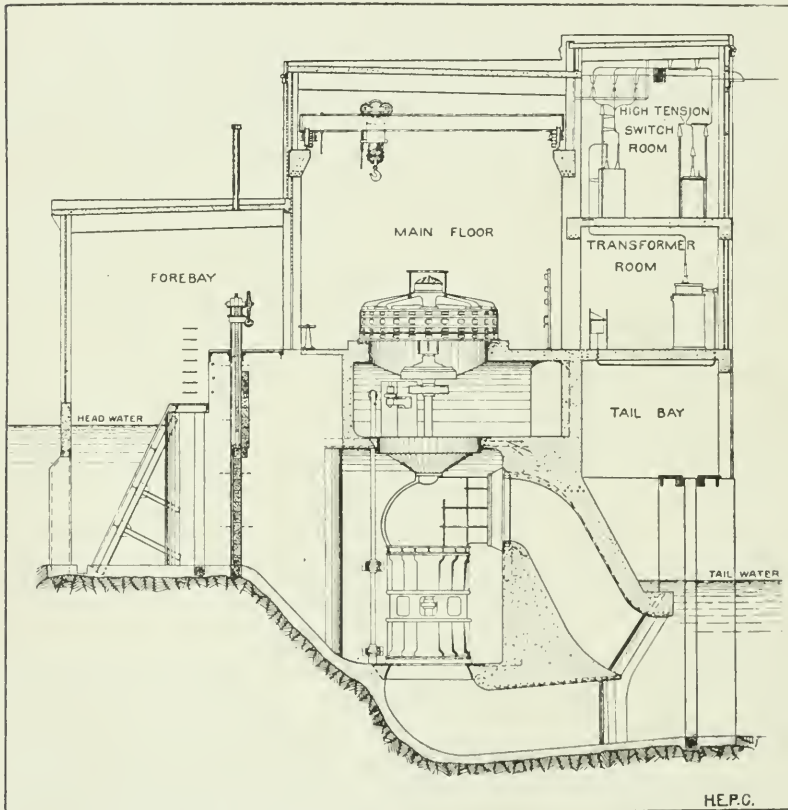 HIGH TENSION
SWITCH
ROOM
MAIN FLOOR
TRANSFORMER
ROOM
FOREBAY
HEAD WATER
TAIL BAY
TAIL WATER
H.E.P.C.